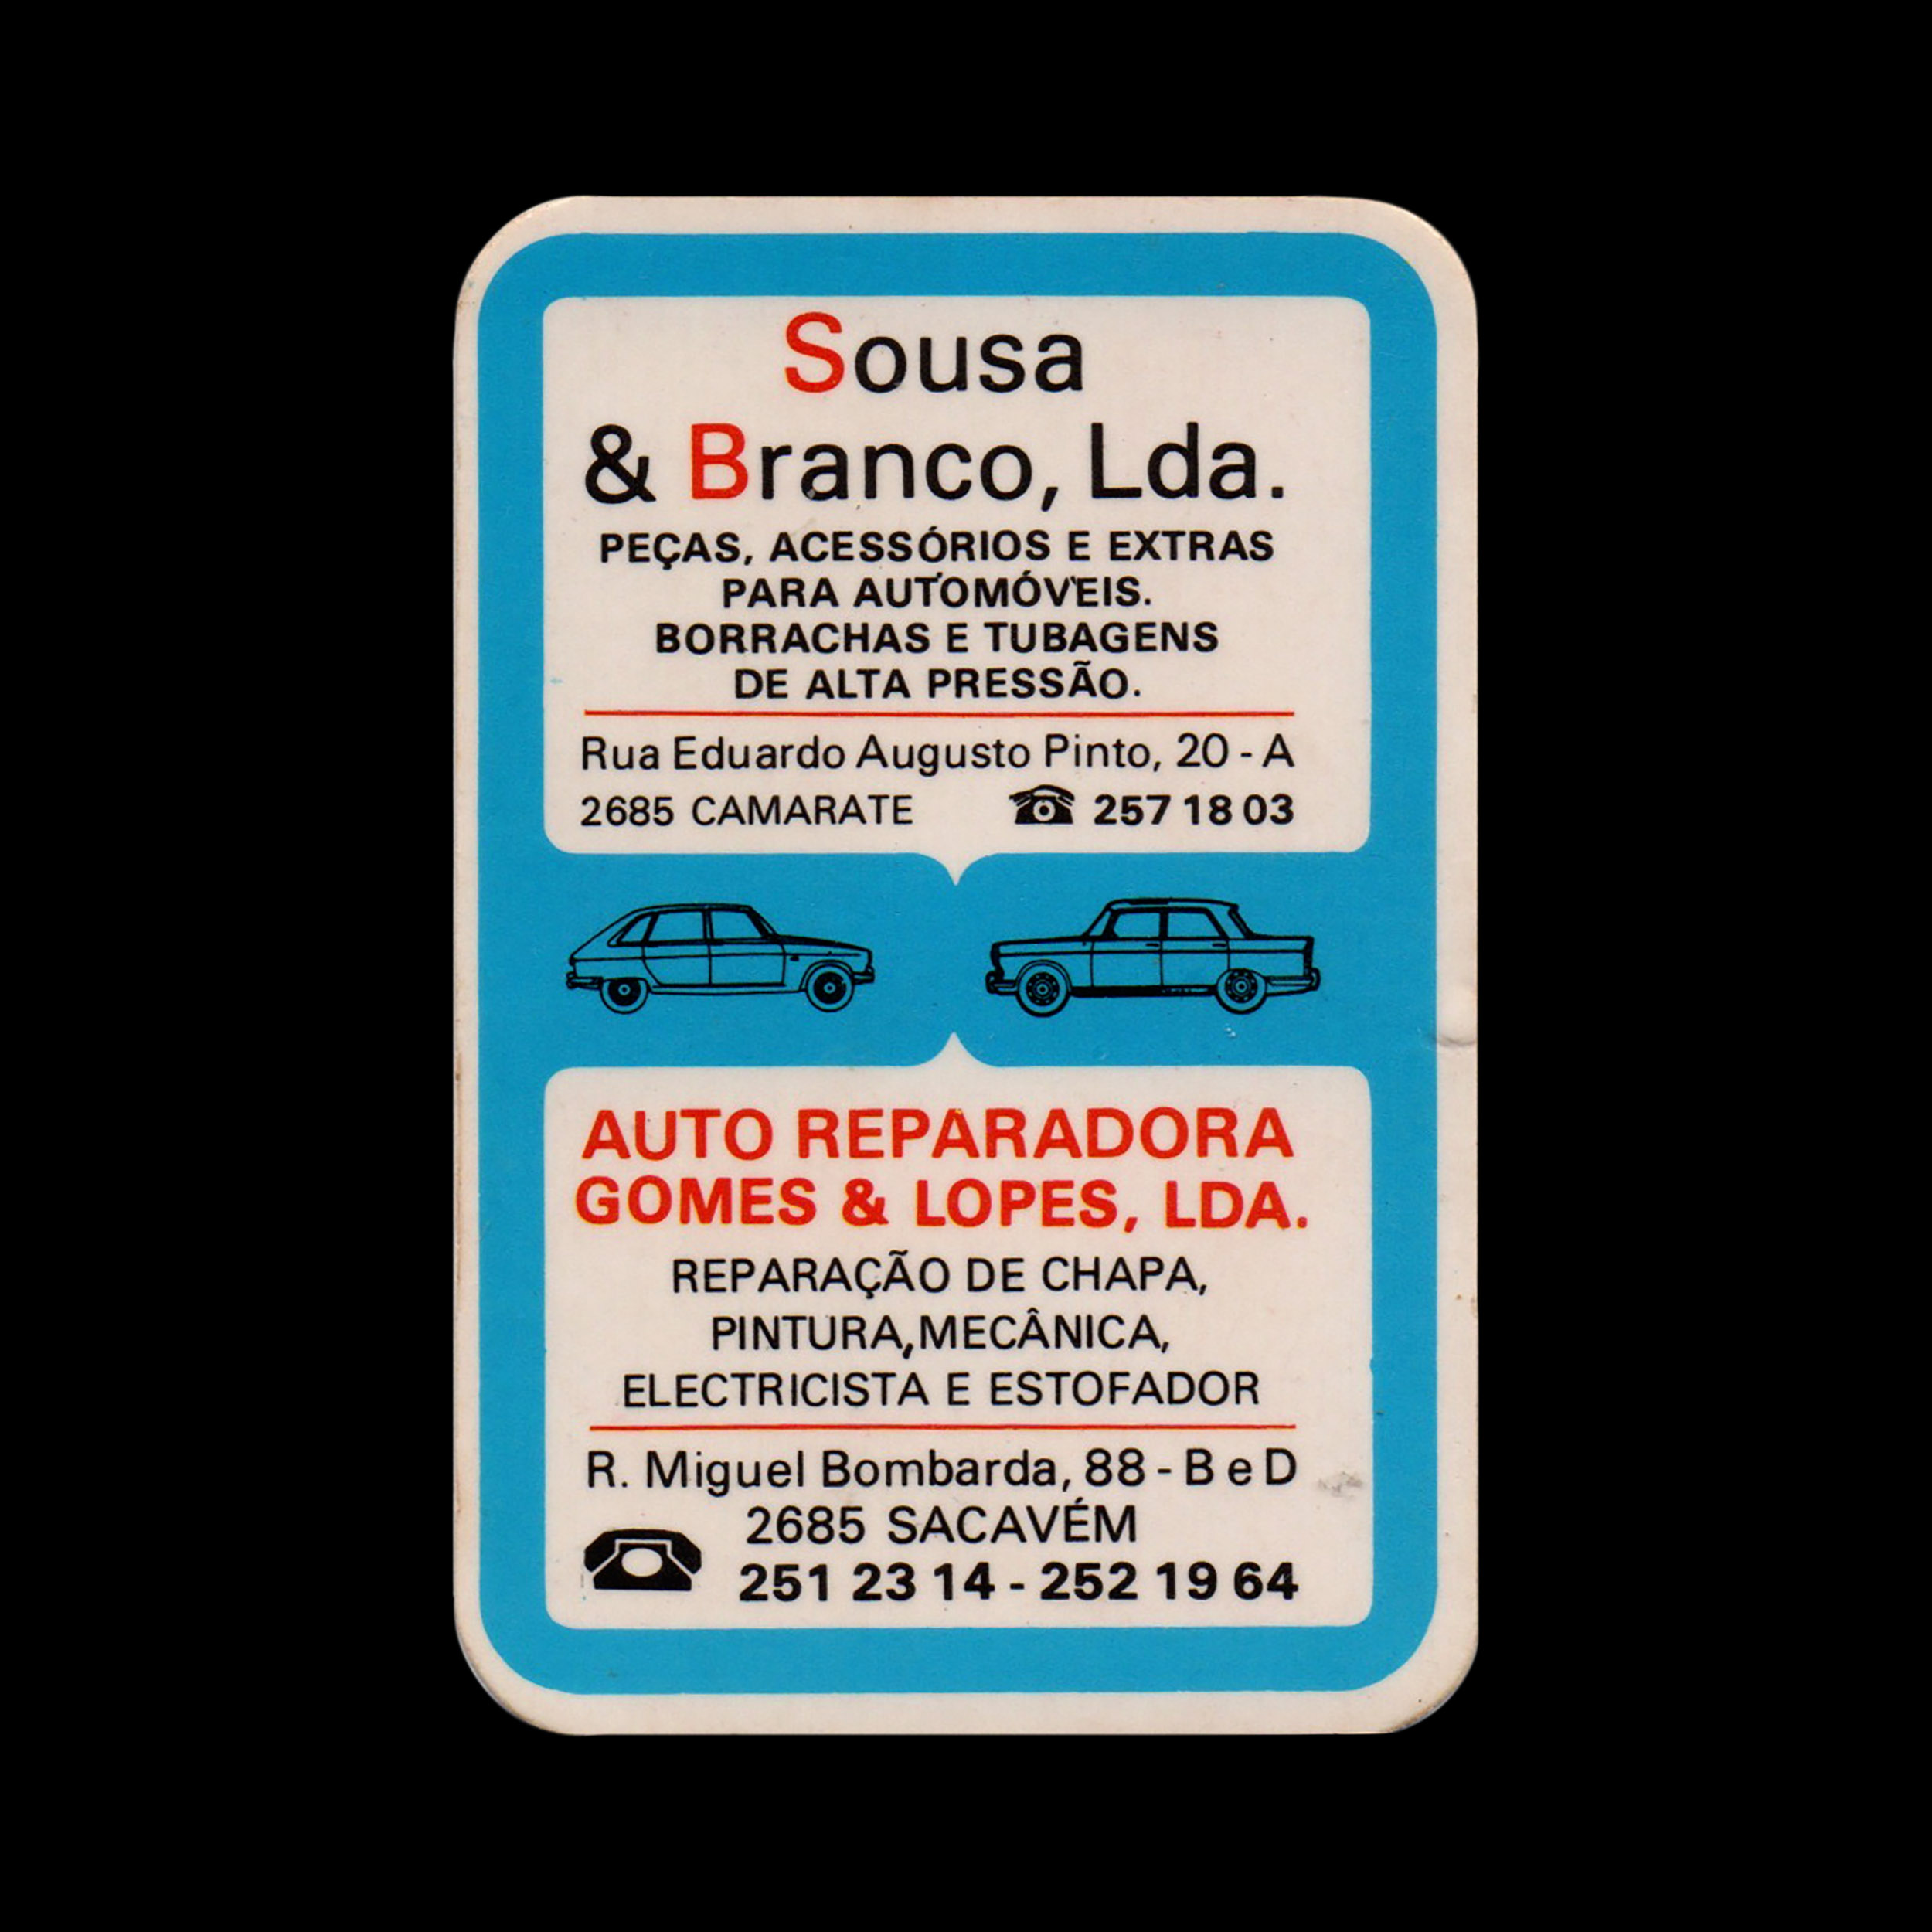 Sousa
& Branco, Lda.
PEÇAS, ACESSÓRIOS E EXTRAS
PARA AUTOMÓVEIS.
BORRACHAS E TUBAGENS
DE ALTA PRESSÃO.
Rua Eduardo Augusto Pinto, 20 - A
2685 CAMARATE 257 18 03
AUTO REPARADORA
GOMES & LOPES, LDA.
REPARAÇÃO DE CHAPA,
PINTURA, MECÂNICA,
ELECTRICISTA E ESTOFADOR
R. Miguel Bombarda, 88 - B e D
2685 SACAVÉM
251 23 14 - 252 19 64